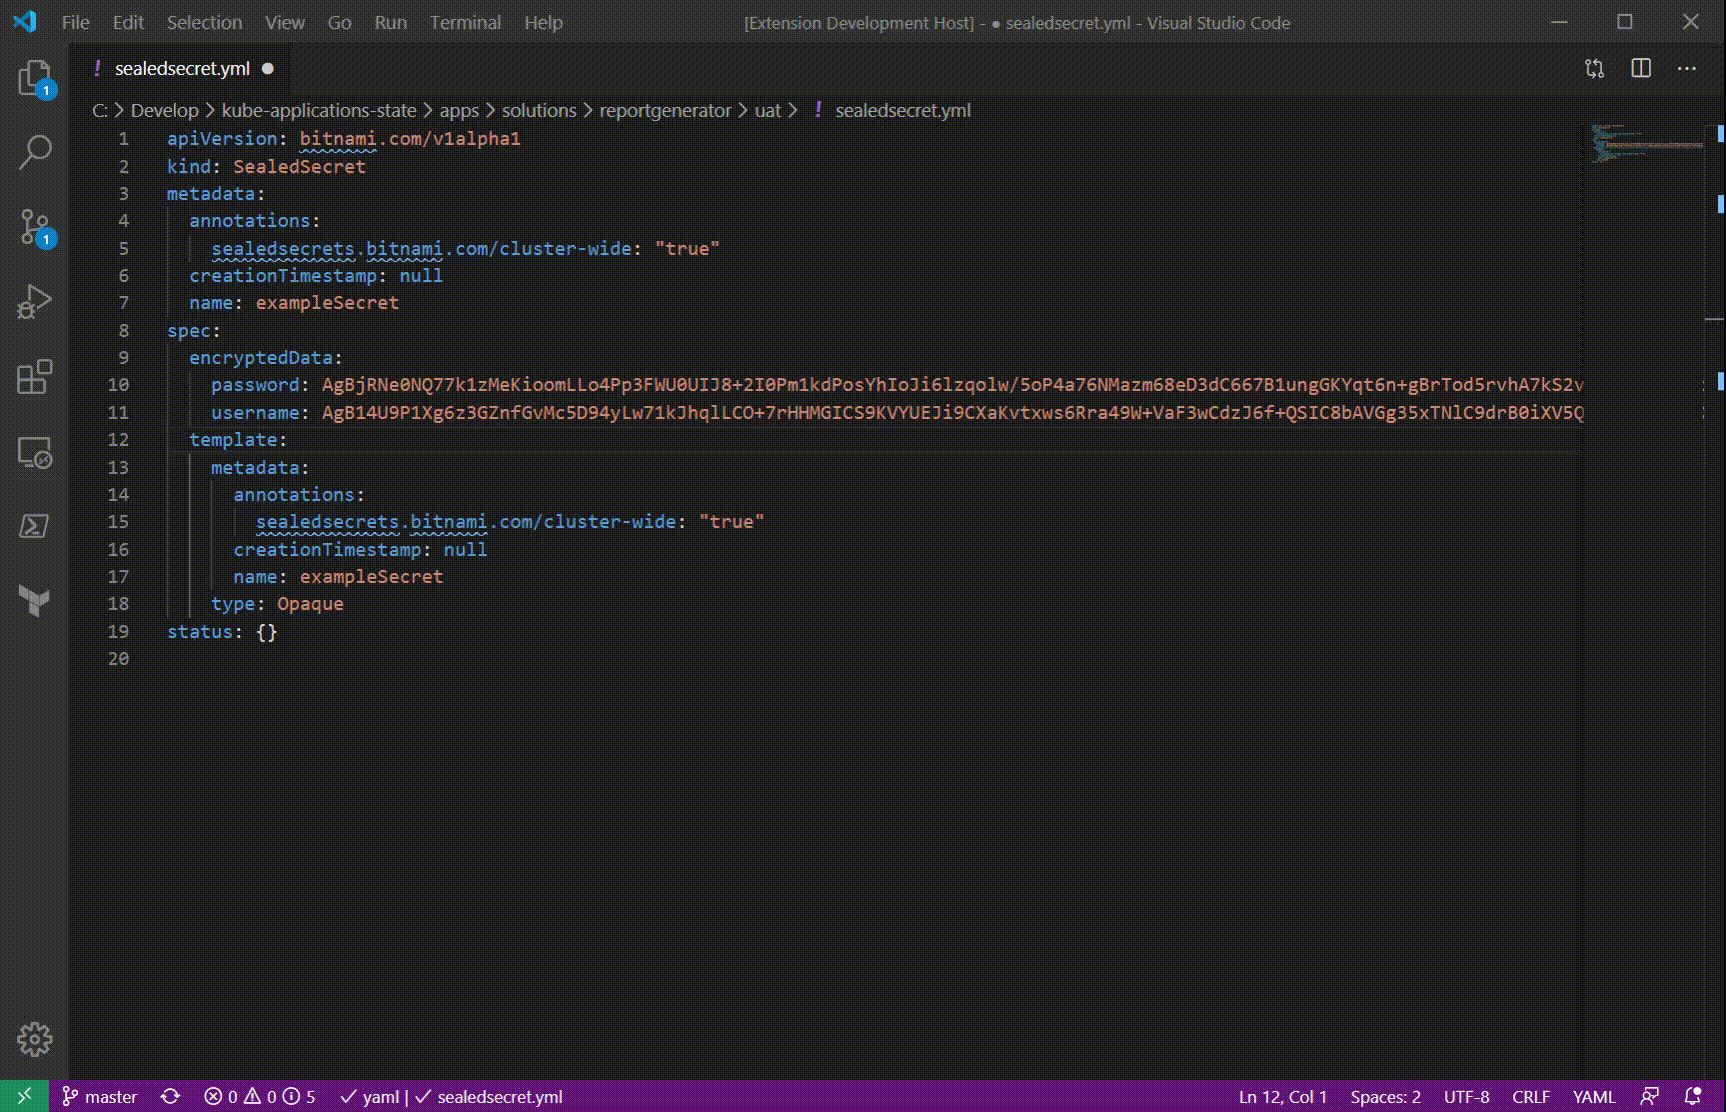 File Edit Selection View Go Run Terminal Help [Extension Development Host] - ● sealedsecret.yml - Visual Studio Code
! sealedsecret.yml ●
1
C: > Develop > kube-applications-state > apps > solutions > reportgenerator > uat > ! sealedsecret.yml
1 apiVersion: bitnami.com/v1alpha1
2 kind: SealedSecret
3 metadata:
4 annotations:
5 sealedsecrets.bitnami.com/cluster-wide: "true"
1
6 creationTimestamp: null
7 name: exampleSecret
8 spec:
9 encryptedData:
10 password: AgBjRNe0NQ77k1zMeKioomLLo4Pp3FWU0UIJ8+2I0Pm1kdPosYhIoJi6lzqolw/5oP4a76NMazm68eD3dC667B1ungGKYqt6n+gBrTod5rvhA7kS2v
11 username: AgB14U9P1Xg6z3GZnfGvMc5D94yLw71kJhqlLCO+7rHHMGICS9KVYUEJi9CXaKvtxws6Rra49W+VaF3wCdzJ6f+QSIC8bAVGg35xTNlC9drB0iXV5Q
12 template:
13 metadata:
14 annotations:
15 sealedsecrets.bitnami.com/cluster-wide: "true"
16 creationTimestamp: null
17 name: exampleSecret
18 type: Opaque
19 status: {}
20
master 0 0 5 ✓ yaml | ✓ sealedsecret.yml Ln 12, Col 1 Spaces: 2 UTF-8 CRLF YAML